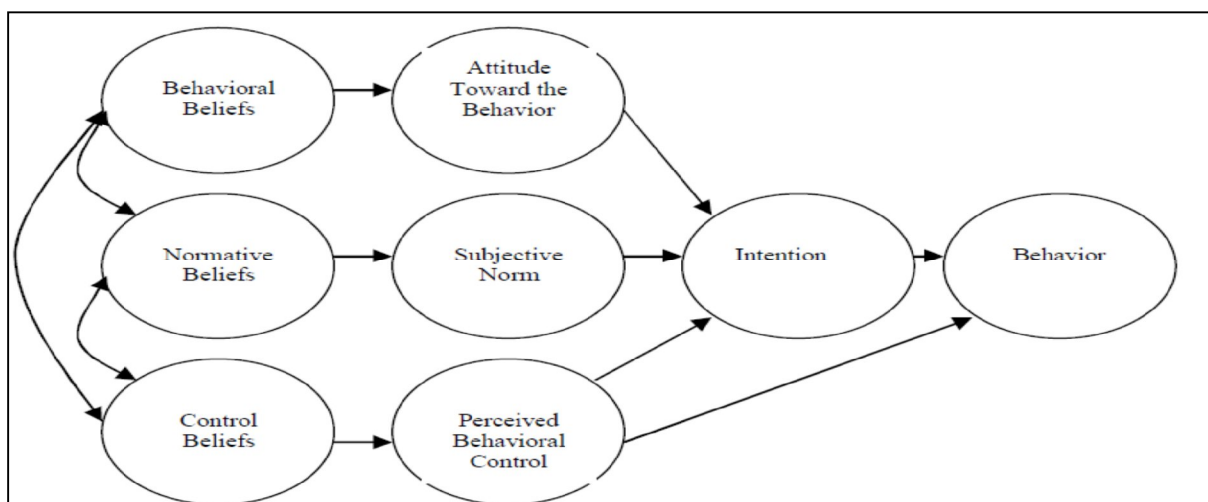 Behavioral
Beliefs
Attitude
Toward the
Behavior
Normative
Beliefs
Subjective
Norm
Intention
Behavior
Control
Beliefs
Perceived
Behavioral
Control